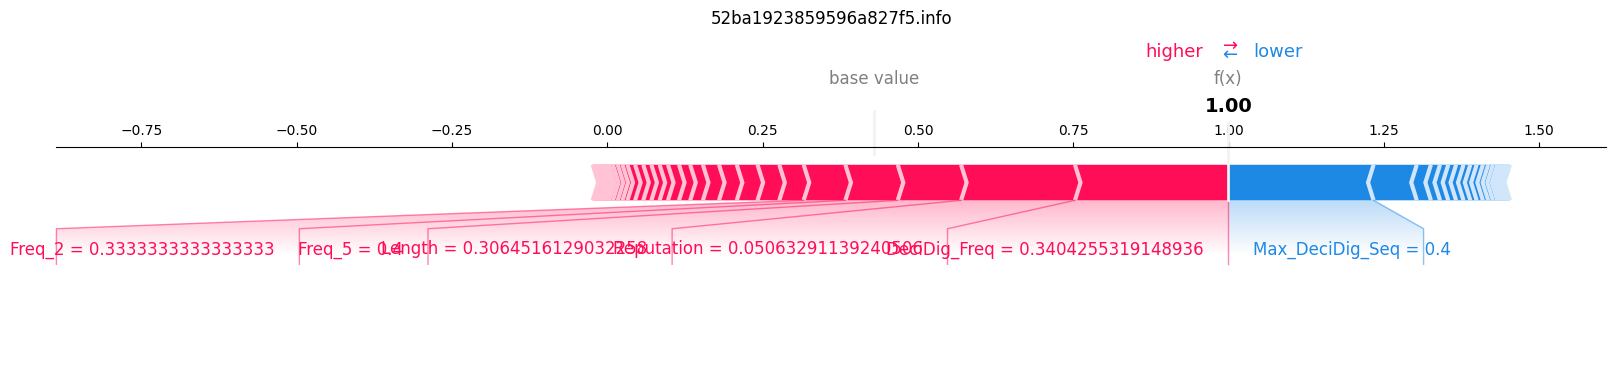 52ba1923859596a827f5.info
higher ⇄ lower
base value f(x)
1.00
−0.75 −0.50 −0.25 0.00 0.25 0.50 0.75 1.00 1.25 1.50
Freq_2 = 0.3333333333333333 Freq_5 = 0.4 Length = 0.3064516129032258 Reputation = 0.05063291139240506 DeciDig_Freq = 0.3404255319148936 Max_DeciDig_Seq = 0.4